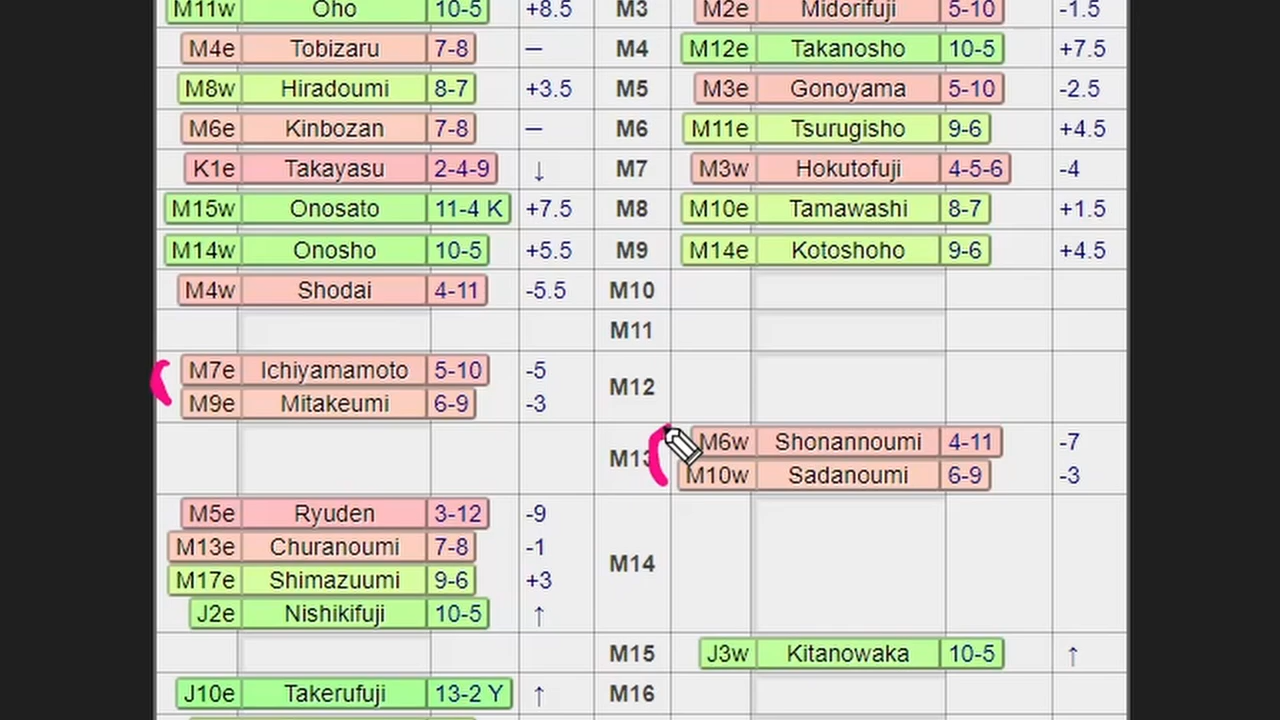 M11w Oho 10-5 +8.5 M3 M2e Midorifuji 5-10 -1.5
M4e Tobizaru 7-8 — M4 M12e Takanosho 10-5 +7.5
M8w Hiradoumi 8-7 +3.5 M5 M3e Gonoyama 5-10 -2.5
M6e Kinbozan 7-8 — M6 M11e Tsurugisho 9-6 +4.5
K1e Takayasu 2-4-9 ↓ M7 M3w Hokutofuji 4-5-6 -4
M15w Onosato 11-4 K +7.5 M8 M10e Tamawashi 8-7 +1.5
M14w Onosho 10-5 +5.5 M9 M14e Kotoshoho 9-6 +4.5
M4w Shodai 4-11 -5.5 M10
M11
M7e Ichiyamamoto 5-10 -5
M12
M9e Mitakeumi 6-9 -3
M6w Shonannoumi 4-11 -7
M13
M10w Sadanoumi 6-9 -3
M5e Ryuden 3-12 -9
M13e Churanoumi 7-8 -1
M14
M17e Shimazuumi 9-6 +3
J2e Nishikifuji 10-5 ↑
M15 J3w Kitanowaka 10-5 ↑
J10e Takerufuji 13-2 Y ↑ M16